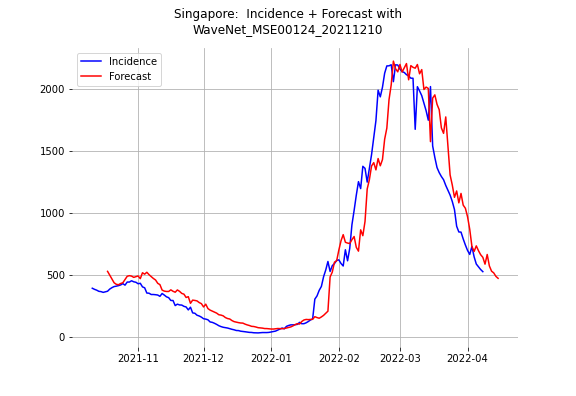 Singapore:  Incidence + Forecast with
WaveNet_MSE00124_20211210
Incidence
Forecast
2000
1500
1000
500
0
2021-11
2021-12
2022-01
2022-02
2022-03
2022-04